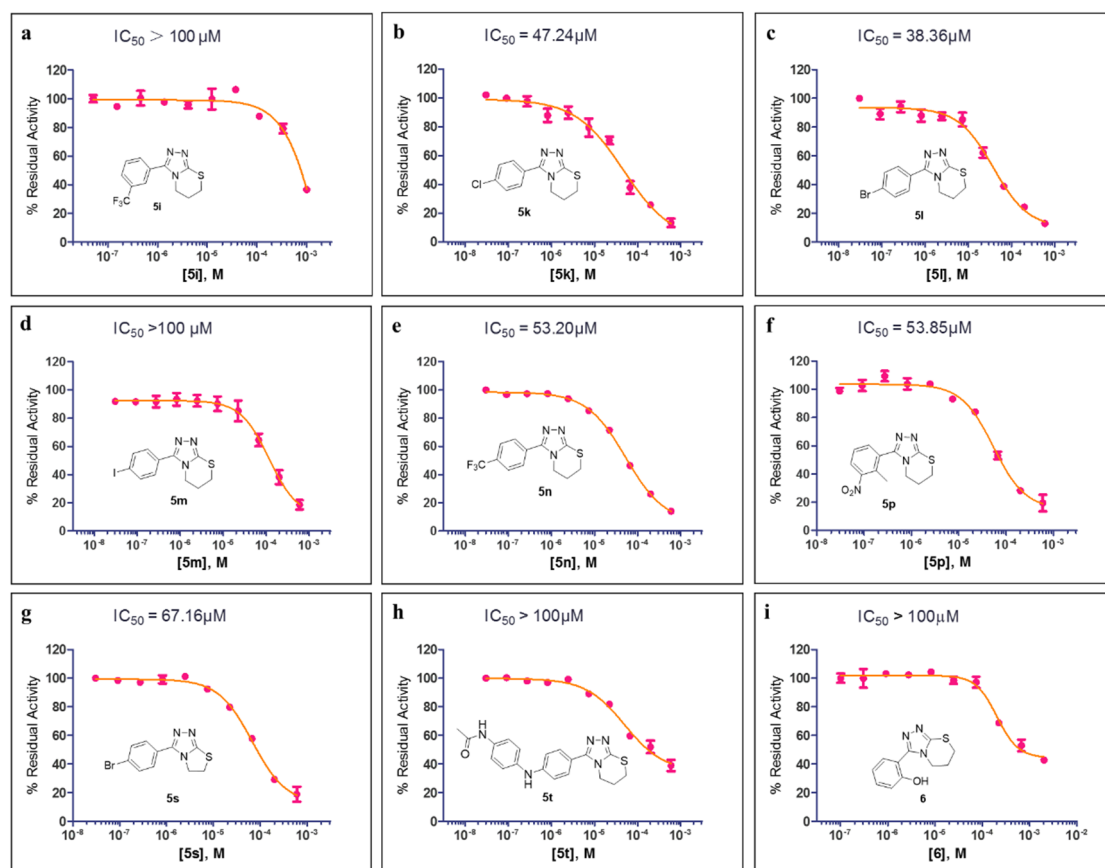 a
IC50 > 100 µM
120
100
80
60
40
20
0
% Residual Activity
N-N
N
S
F3C
5i
10-7
10-6
10-5
10-4
10-3
[5i], M
b
IC50 = 47.24µM
120
100
80
60
40
20
0
% Residual Activity
N-N
Cl
N
S
5k
10-8
10-7
10-6
10-5
10-4
10-3
[5k], M
c
IC50 = 38.36µM
120
100
80
60
40
20
0
% Residual Activity
N-N
Br
N
S
5l
10-8
10-7
10-6
10-5
10-4
10-3
[5l], M
d
IC50 >100 µM
120
100
80
60
40
20
0
% Residual Activity
N-N
I
N
S
5m
10-8
10-7
10-6
10-5
10-4
10-3
[5m], M
e
IC50 = 53.20µM
120
100
80
60
40
20
0
% Residual Activity
N-N
F3C
N
S
5n
10-8
10-7
10-6
10-5
10-4
10-3
[5n], M
f
IC50 = 53.85µM
120
100
80
60
40
20
0
% Residual Activity
N-N
N
S
NO2
5p
10-8
10-7
10-6
10-5
10-4
10-3
10-2
[5p], M
g
IC50 = 67.16µM
120
100
80
60
40
20
0
% Residual Activity
N-N
Br
N
S
5s
10-8
10-7
10-6
10-5
10-4
10-3
10-2
[5s], M
h
IC50 > 100µM
120
100
80
60
40
20
0
% Residual Activity
H
N
O
N
H
N-N
N
S
5t
10-8
10-7
10-6
10-5
10-4
10-3
10-2
[5t], M
i
IC50 > 100µM
120
100
80
60
40
20
0
% Residual Activity
N-N
N
S
OH
6
10-7
10-6
10-5
10-4
10-3
10-2
[6], M